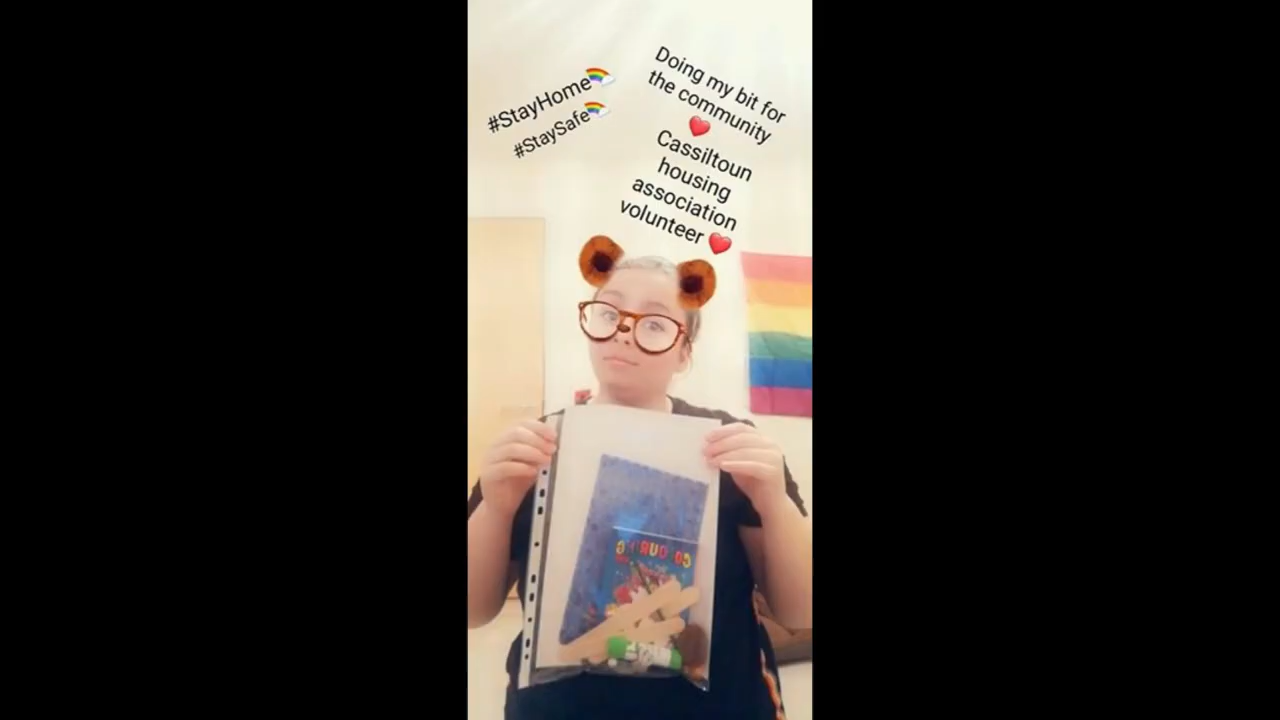 #StayHome🌈
#StaySafe🌈
Doing my bit for
the community
❤️
Cassiltoun
housing
association
volunteer ❤️